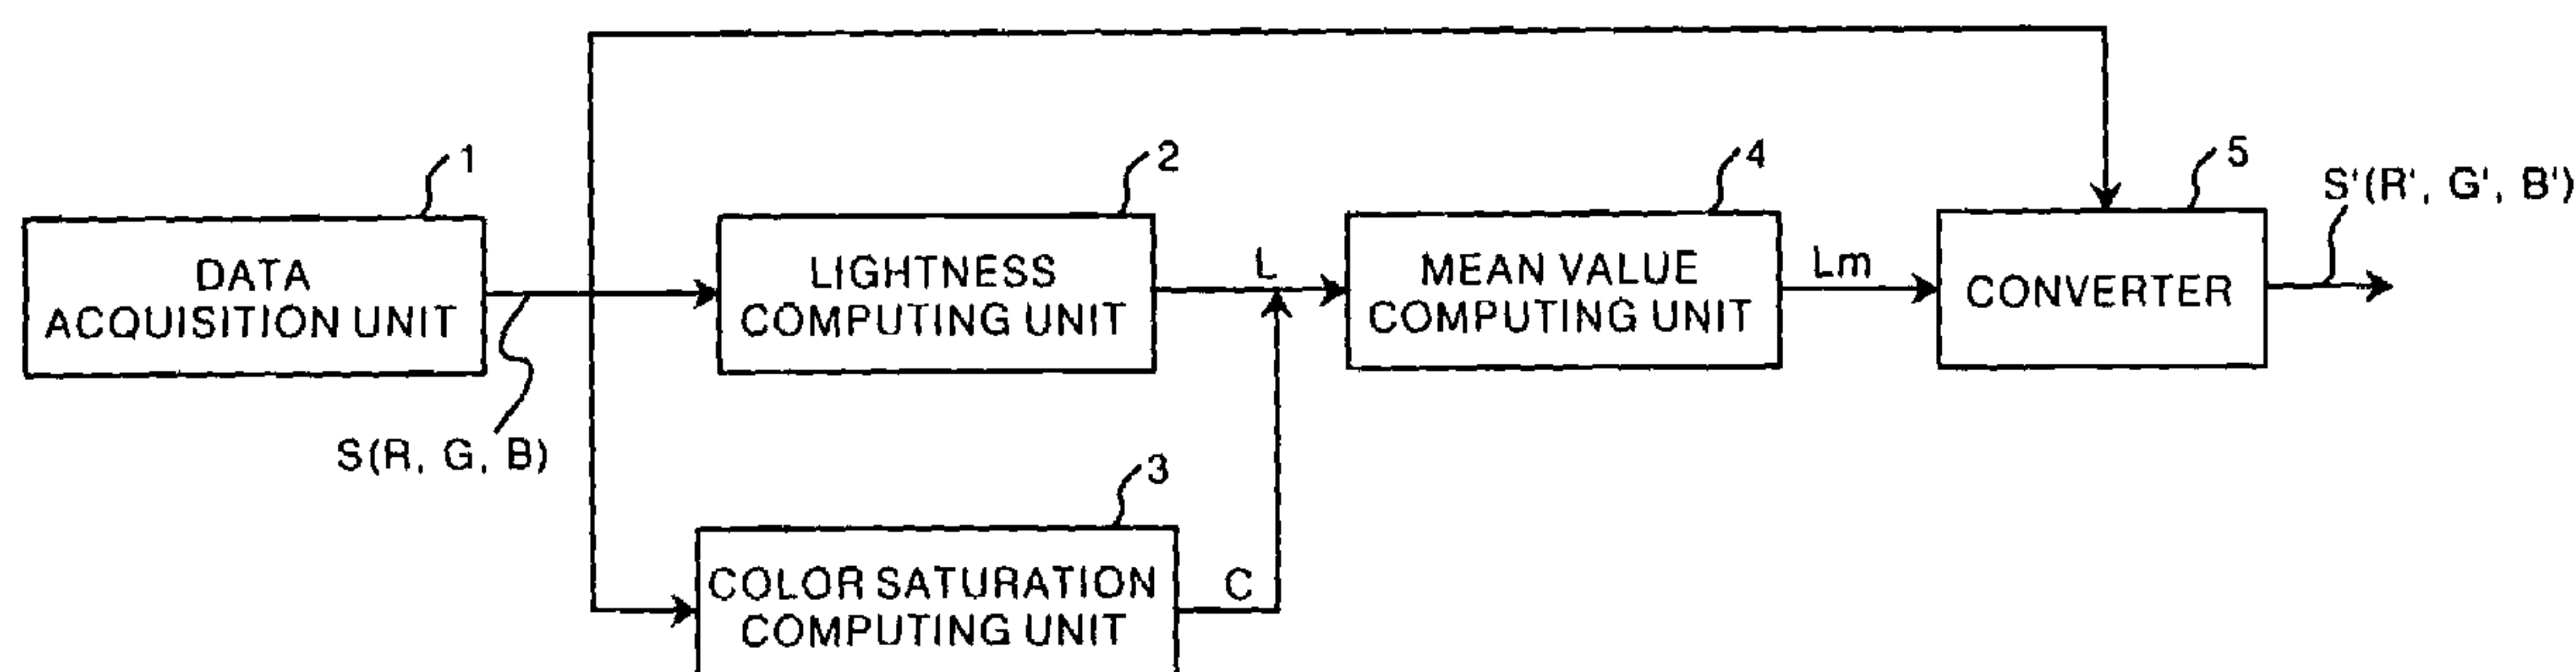 1
DATA
ACQUISITION UNIT
S(R, G, B)
2
LIGHTNESS
COMPUTING UNIT
L
3
COLOR SATURATION
COMPUTING UNIT
C
4
MEAN VALUE
COMPUTING UNIT
Lm
5
CONVERTER
S'(R', G', B')